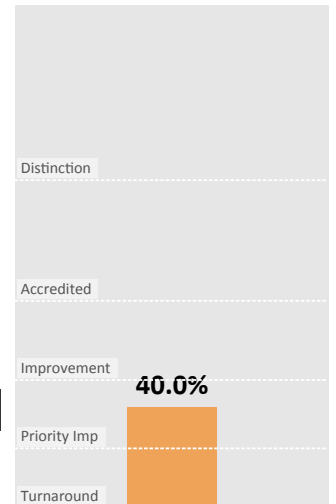 Distinction
Accredited
Improvement
40.0%
Priority Imp
Turnaround